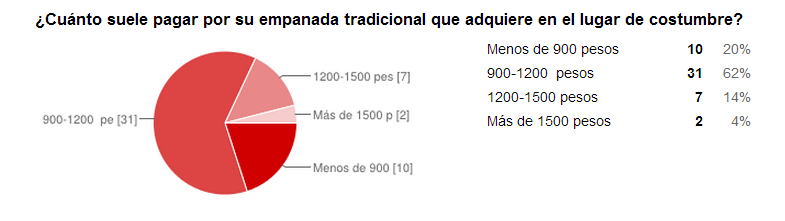 ¿Cuánto suele pagar por su empanada tradicional que adquiere en el lugar de costumbre?
1200-1500 pes [7]
900-1200 pe [31]
Más de 1500 p [2]
Menos de 900 [10]
Menos de 900 pesos 10 20%
900-1200 pesos 31 62%
1200-1500 pesos 7 14%
Más de 1500 pesos 2 4%